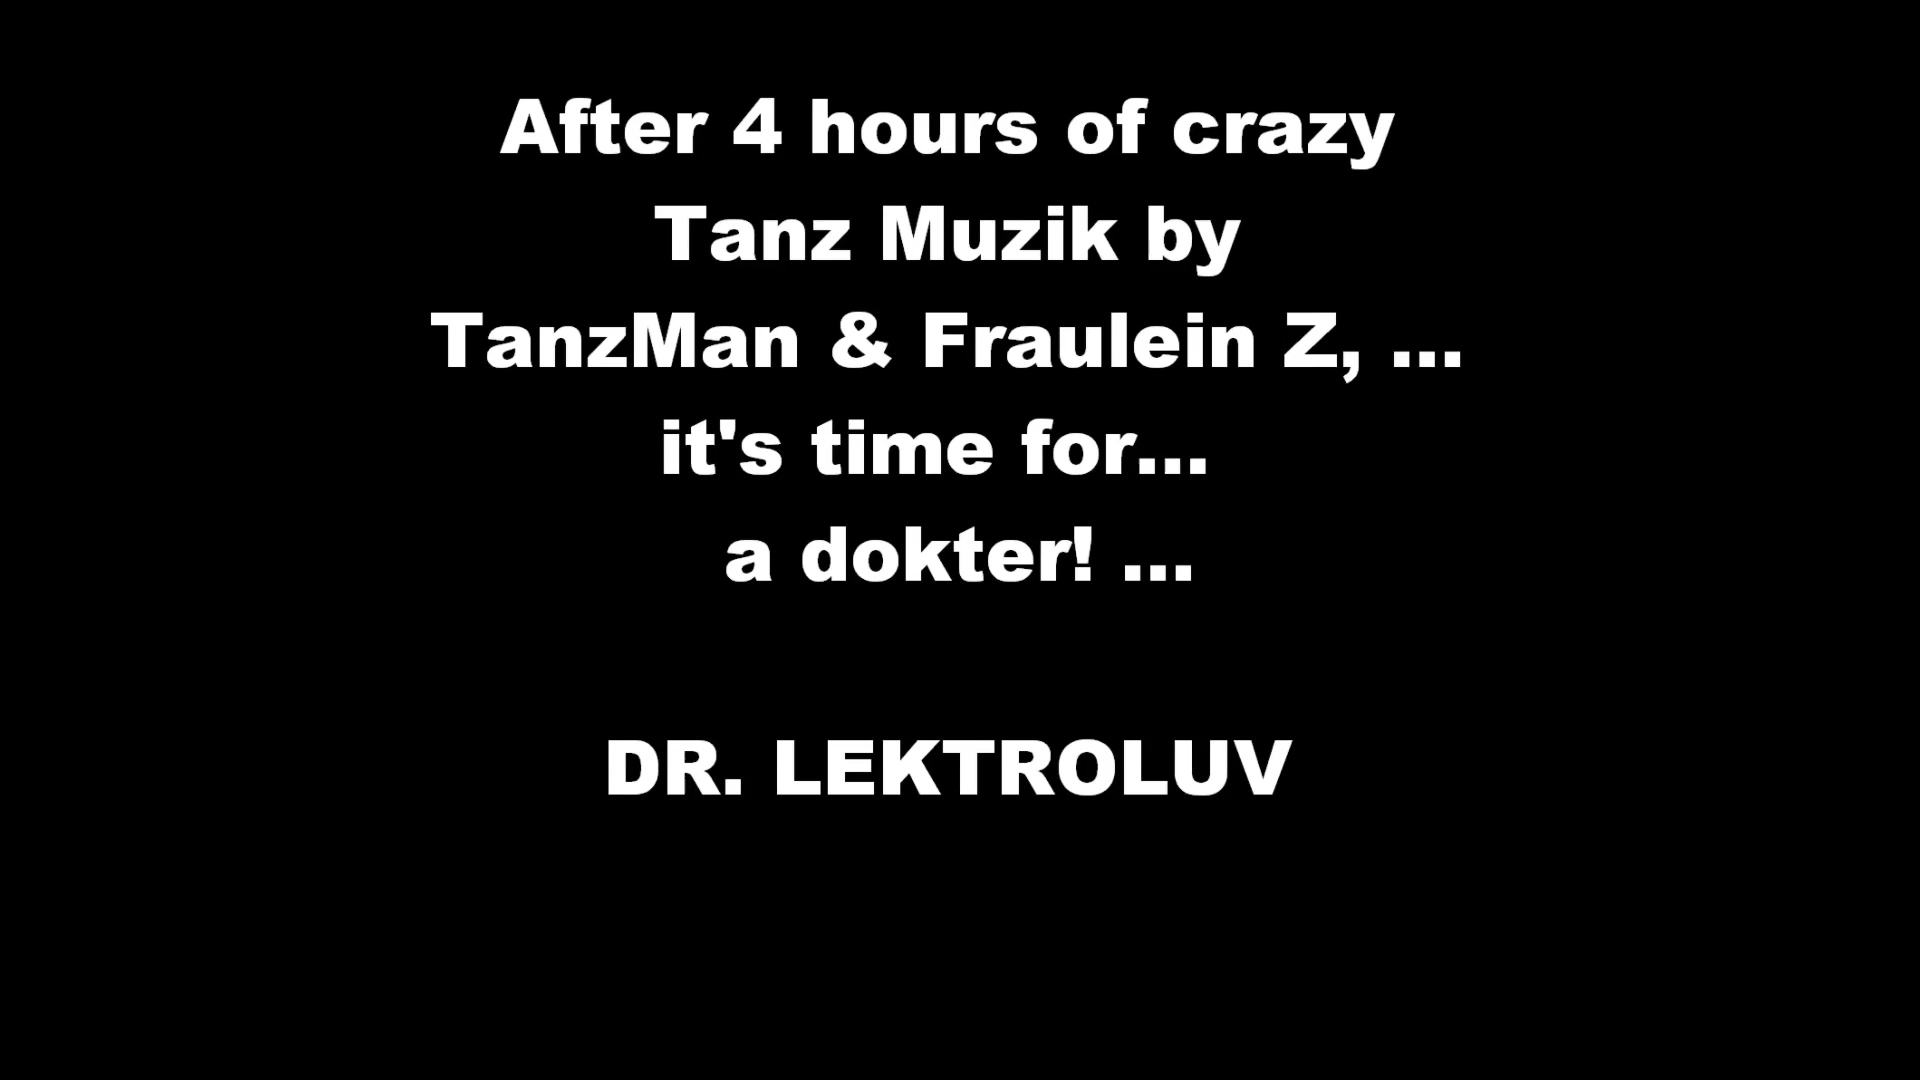 After 4 hours of crazy
Tanz Muzik by
TanzMan & Fraulein Z, ...
it's time for...
a dokter! ...
DR. LEKTROLUV